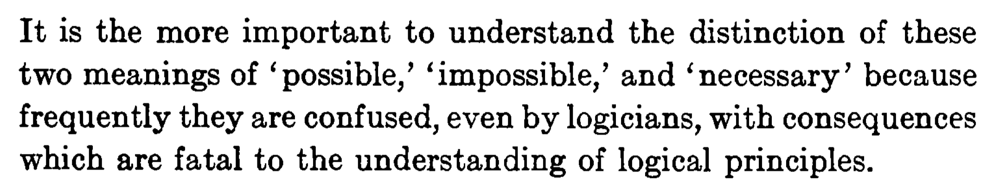 It is the more important to understand the distinction of these
two meanings of ‘possible,’ ‘impossible,’ and ‘necessary’ because
frequently they are confused, even by logicians, with consequences
which are fatal to the understanding of logical principles.